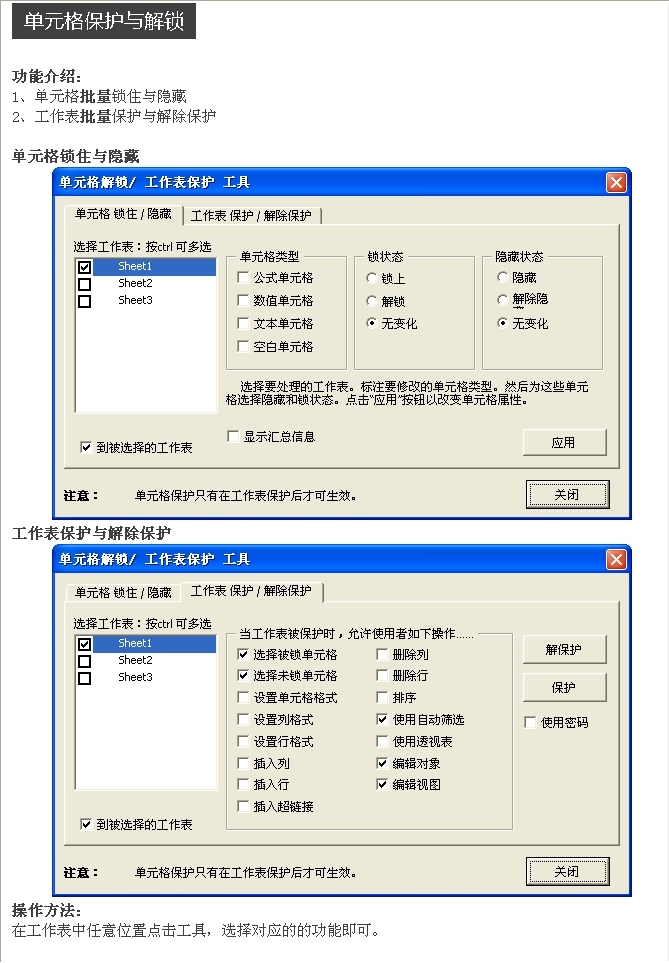 单元格保护与解锁
功能介绍：
1、单元格批量锁住与隐藏
2、工作表批量保护与解除保护
单元格锁住与隐藏
单元格解锁/ 工作表保护 工具
单元格 锁住 / 隐藏 工作表 保护 / 解除保护
选择工作表：按ctrl 可多选
Sheet1
Sheet2
Sheet3
到被选择的工作表
单元格类型
公式单元格
数值单元格
文本单元格
空白单元格
锁状态
锁上
解锁
无变化
隐藏状态
隐藏
解除隐
无变化
选择要处理的工作表。标注要修改的单元格类型。然后为这些单元
格选择隐藏和锁状态。点击“应用”按钮以改变单元格属性。
显示汇总信息
应用
注意： 单元格保护只有在工作表保护后才可生效。
关闭
工作表保护与解除保护
单元格解锁/ 工作表保护 工具
单元格 锁住 / 隐藏 工作表 保护 / 解除保护
选择工作表：按ctrl 可多选
Sheet1
Sheet2
Sheet3
到被选择的工作表
当工作表被保护时，允许使用者如下操作......
选择被锁单元格
选择未锁单元格
设置单元格格式
设置列格式
设置行格式
插入列
插入行
插入超链接
删除列
删除行
排序
使用自动筛选
使用透视表
编辑对象
编辑视图
解保护
保护
使用密码
注意： 单元格保护只有在工作表保护后才可生效。
关闭
操作方法：
在工作表中任意位置点击工具，选择对应的的功能即可。